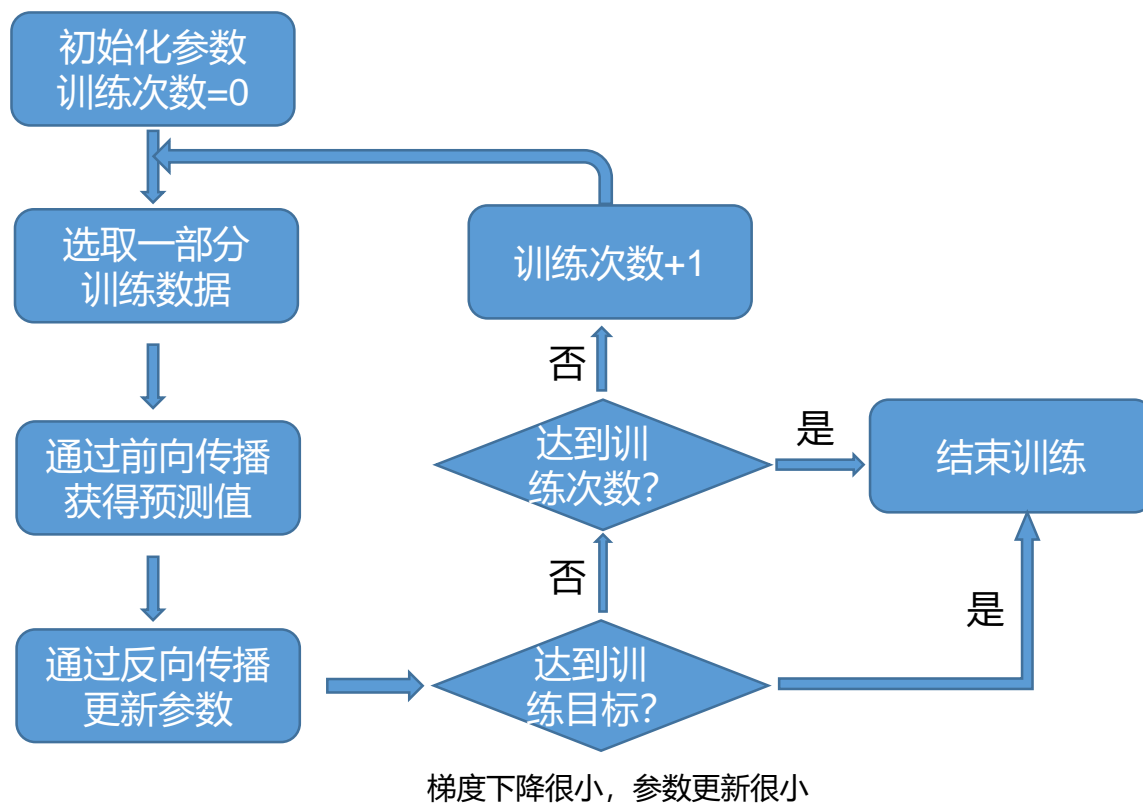 初始化参数
训练次数=0
选取一部分
训练数据
通过前向传播
获得预测值
通过反向传播
更新参数
达到训
练目标？
梯度下降很小，参数更新很小
否
是
达到训
练次数？
否
是
训练次数+1
结束训练